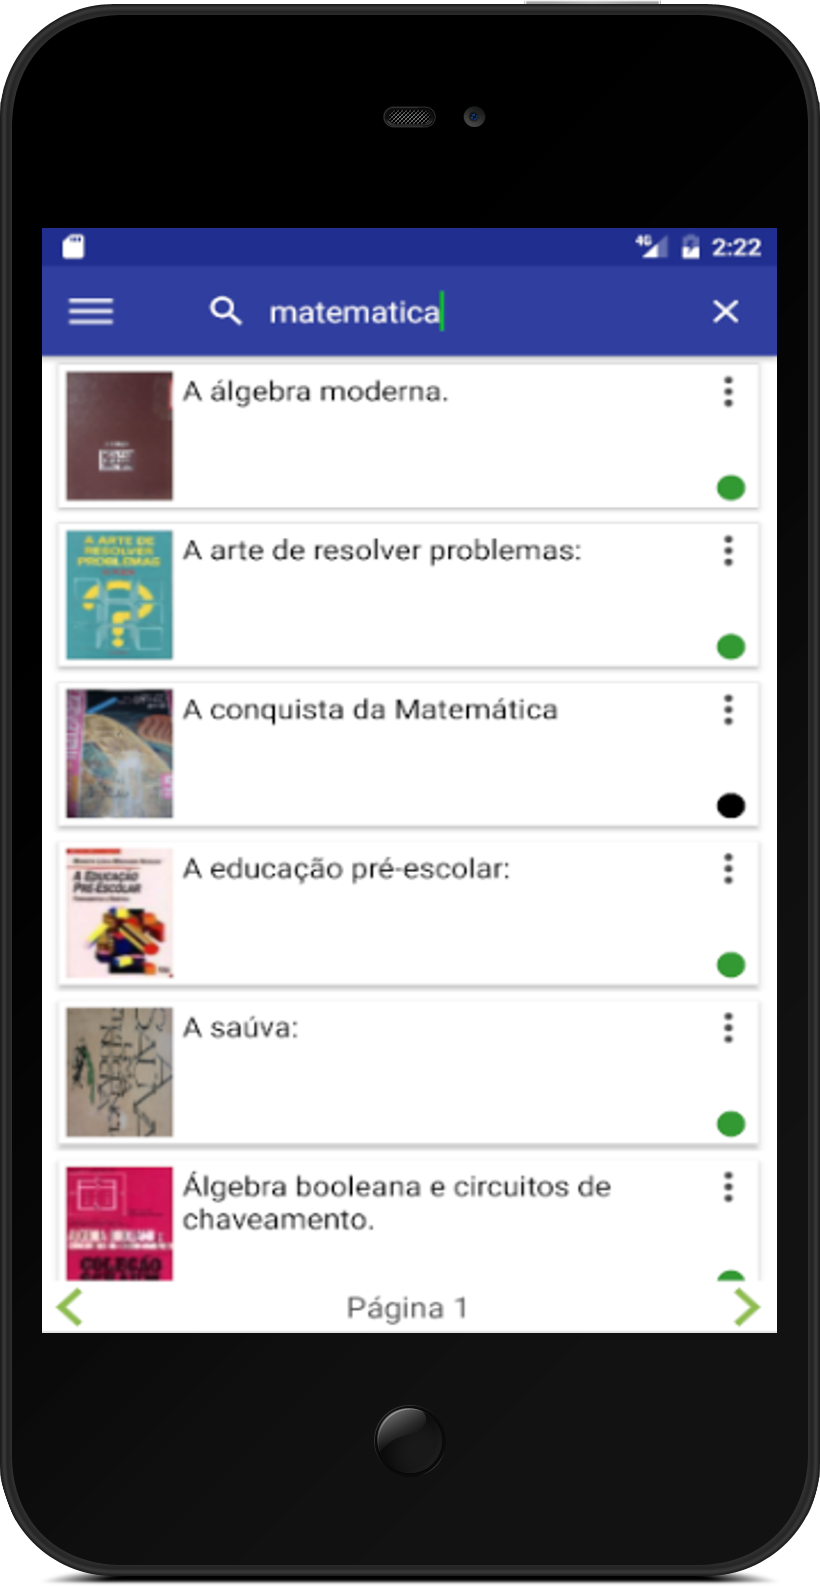 4G 2:22
matematica
A álgebra moderna.
A ARTE DE
RESOLVER
PROBLEMAS
A arte de resolver problemas:
A conquista da Matemática
A EDUCAÇÃO
PRÉ-ESCOLAR
A educação pré-escolar:
A saúva:
Álgebra booleana e circuitos de
chaveamento.
COLEÇÃO
Página 1